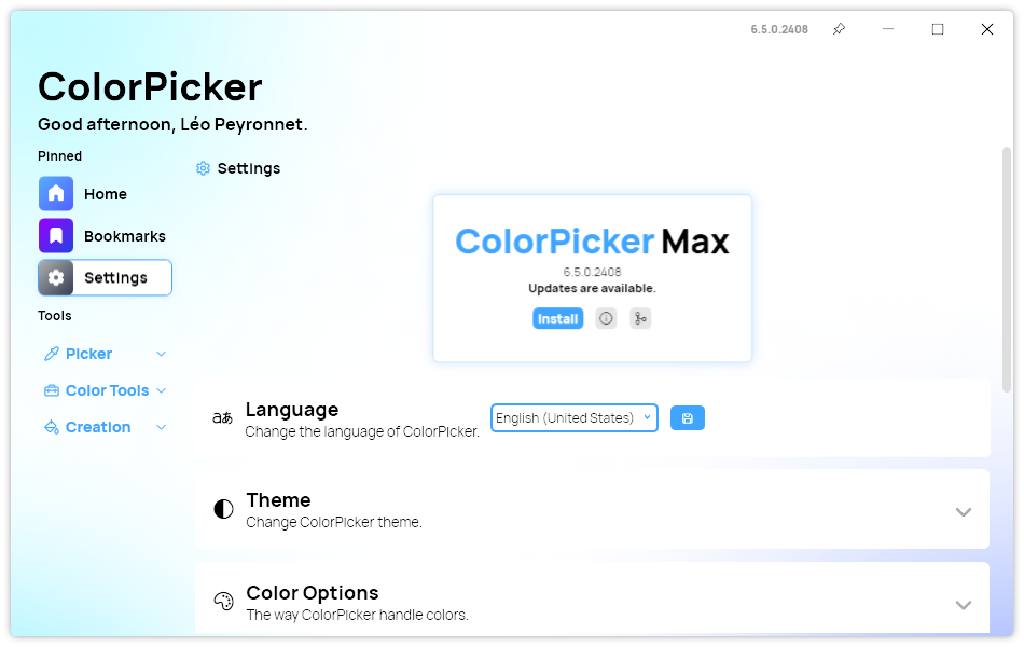 6.5.0.2408
ColorPicker
Good afternoon, Léo Peyronnet.
Pinned
Home
Bookmarks
Settings
Tools
Picker
Color Tools
Creation
Settings
ColorPicker Max
6.5.0.2408
Updates are available.
Install
aあ
Language
Change the language of ColorPicker.
English (United States)
Theme
Change ColorPicker theme.
Color Options
The way ColorPicker handle colors.